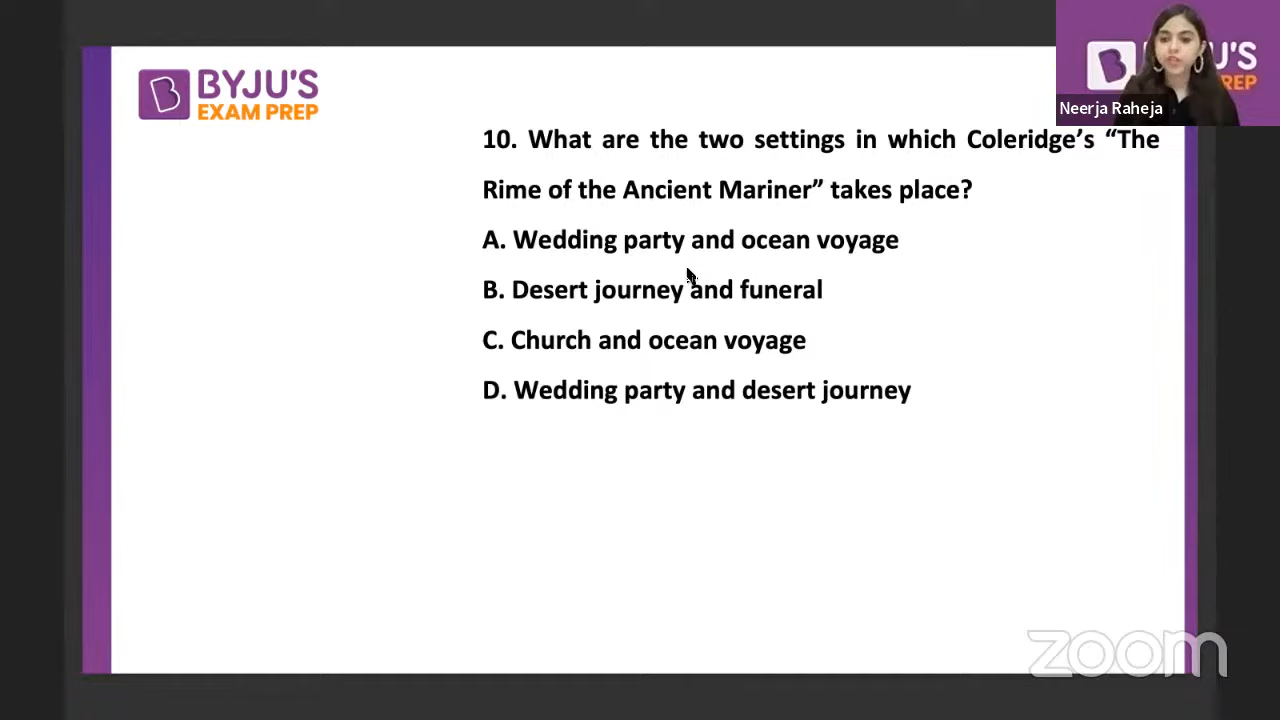 BYJU'S
EXAM PREP
U'S
EP
Neerja Raheja
10. What are the two settings in which Coleridge’s “The
Rime of the Ancient Mariner” takes place?
A. Wedding party and ocean voyage
B. Desert journey and funeral
C. Church and ocean voyage
D. Wedding party and desert journey
zoom